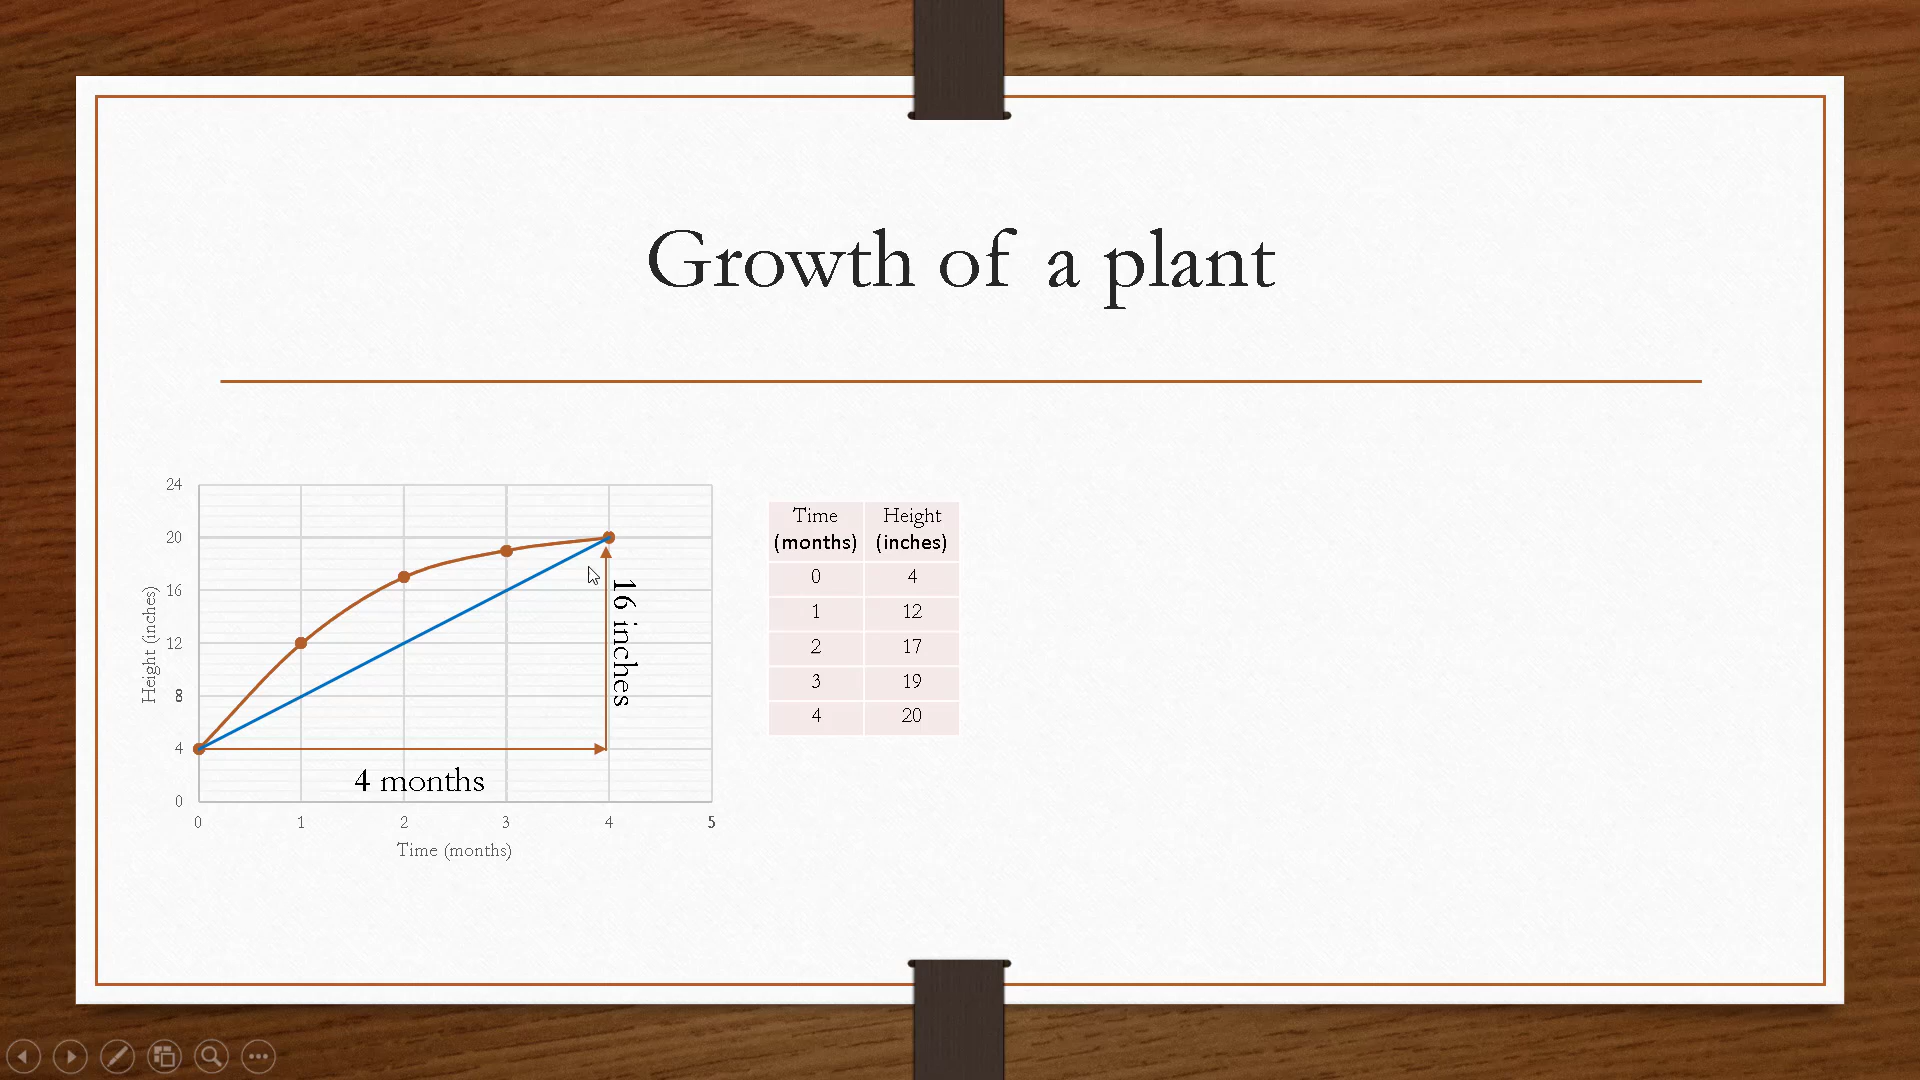 Growth of a plant
24
20
16
12
8
4
0
Height (inches)
0 1 2 3 4 5
Time (months)
4 months
16 inches
Time (months) Height (inches)
0 4
1 12
2 17
3 19
4 20